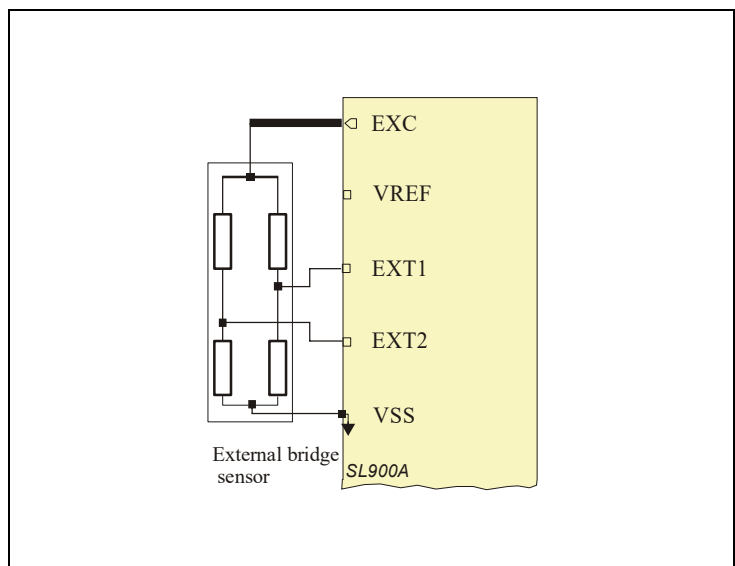 EXC
VREF
EXT1
EXT2
VSS
External bridge
sensor
SL900A